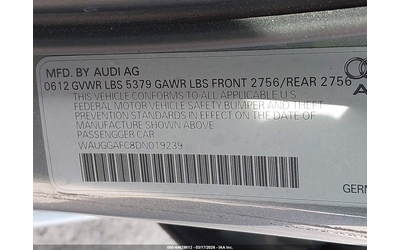 MFD. BY AUDI AG
0612 GVWR LBS 5379 GAWR LBS FRONT 2756/REAR 2756
THIS VEHICLE CONFORMS TO ALL APPLICABLE U.S.
FEDERAL MOTOR VEHICLE SAFETY BUMPER AND THEFT
PREVENTION STANDARDS IN EFFECT ON THE DATE OF
MANUFACTURE SHOWN ABOVE.
PASSENGER CAR
WAUGGAFC8DN019239
GERM